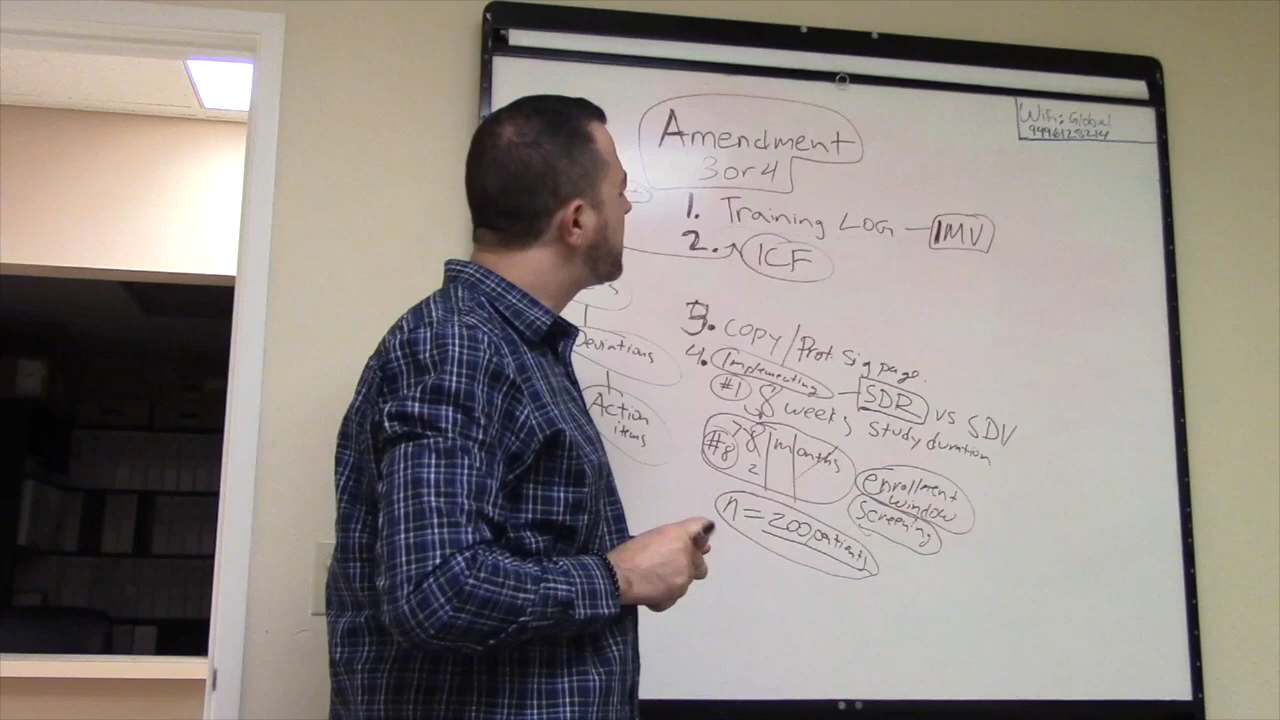 Amendment
3 or 4
Wifi: Global
1. Training LOG - IMV
2. ICF
3. copy/Prot. Sig page.
4. Implementing - SDR vs SDV
#1 8 weeks study duration
#8 8 months
2
enrollment
window
screening
n = 200 patients
Deviations
Action
items